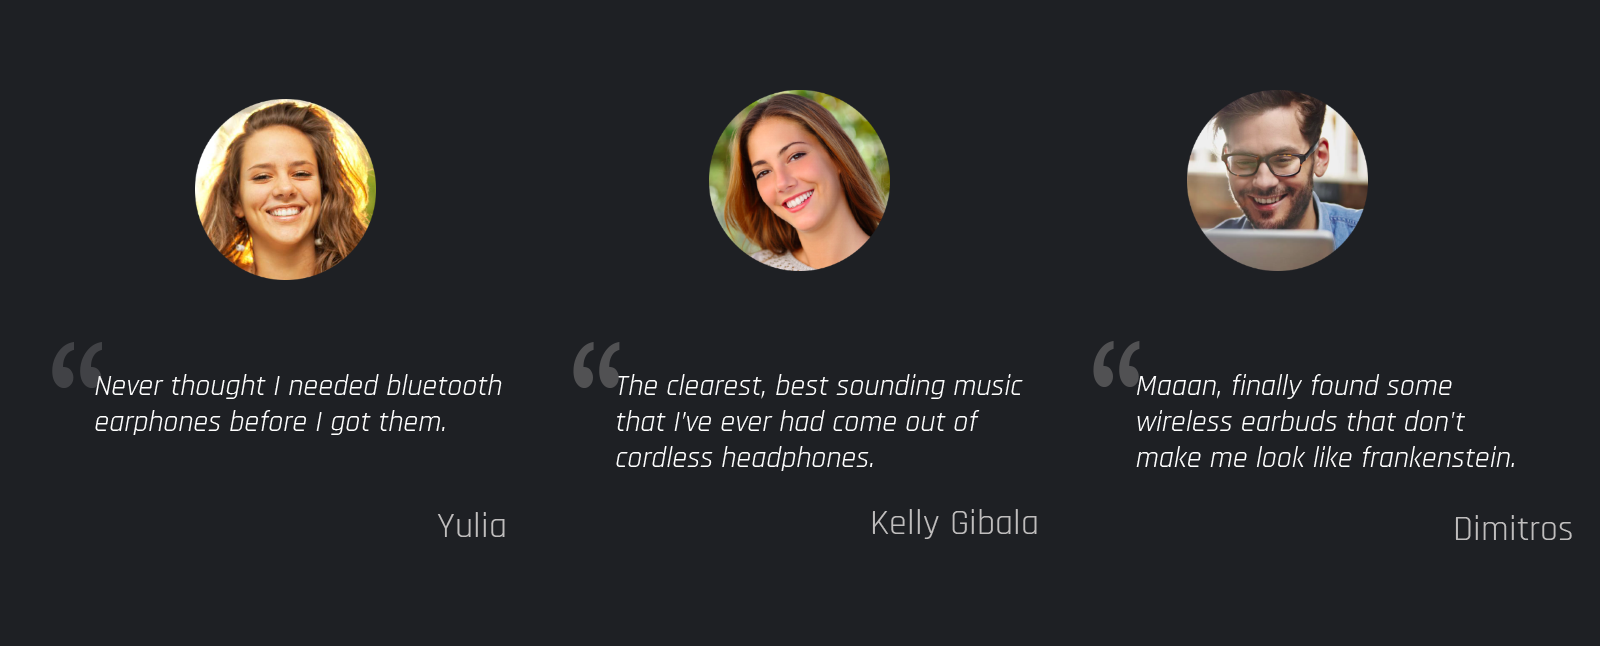 “Never thought I needed bluetooth
earphones before I got them.
Yulia
“The clearest, best sounding music
that I've ever had come out of
cordless headphones.
Kelly Gibala
“Maaan, finally found some
wireless earbuds that don't
make me look like frankenstein.
Dimitros